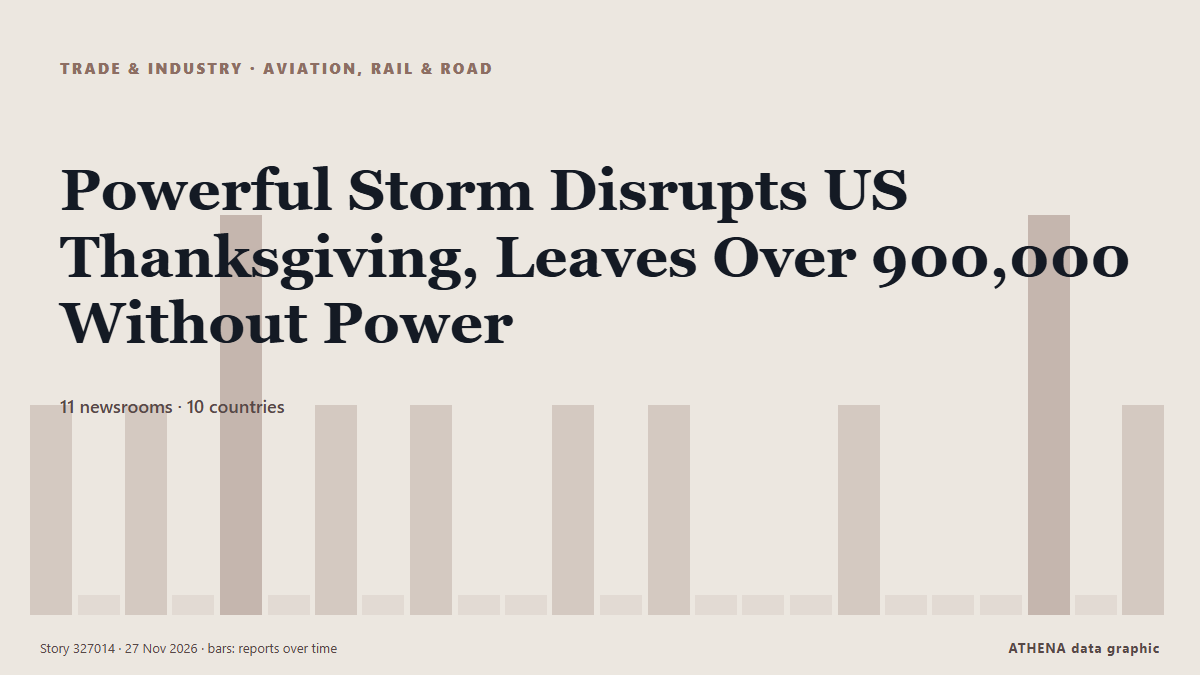 TRADE & INDUSTRY · AVIATION, RAIL & ROAD
Powerful Storm Disrupts US
Thanksgiving, Leaves Over 900,000
Without Power
11 newsrooms · 10 countries
Story 327014 · 27 Nov 2026 · bars: reports over time
ATHENA data graphic